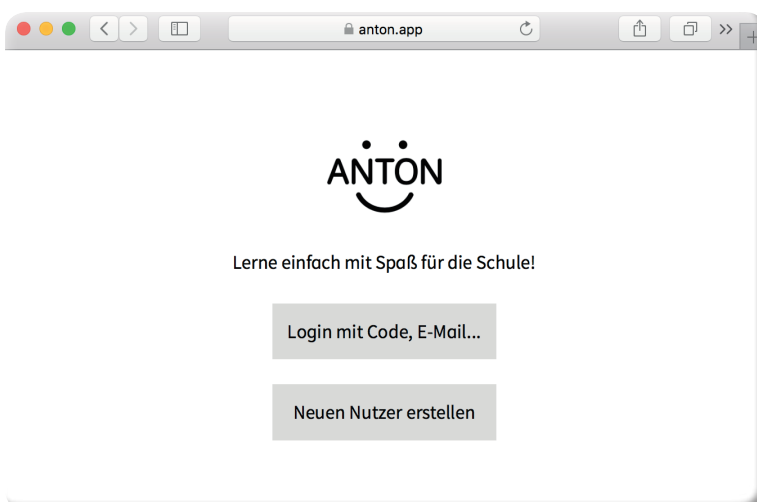 anton.app
ANTON
Lerne einfach mit Spaß für die Schule!
Login mit Code, E-Mail...
Neuen Nutzer erstellen